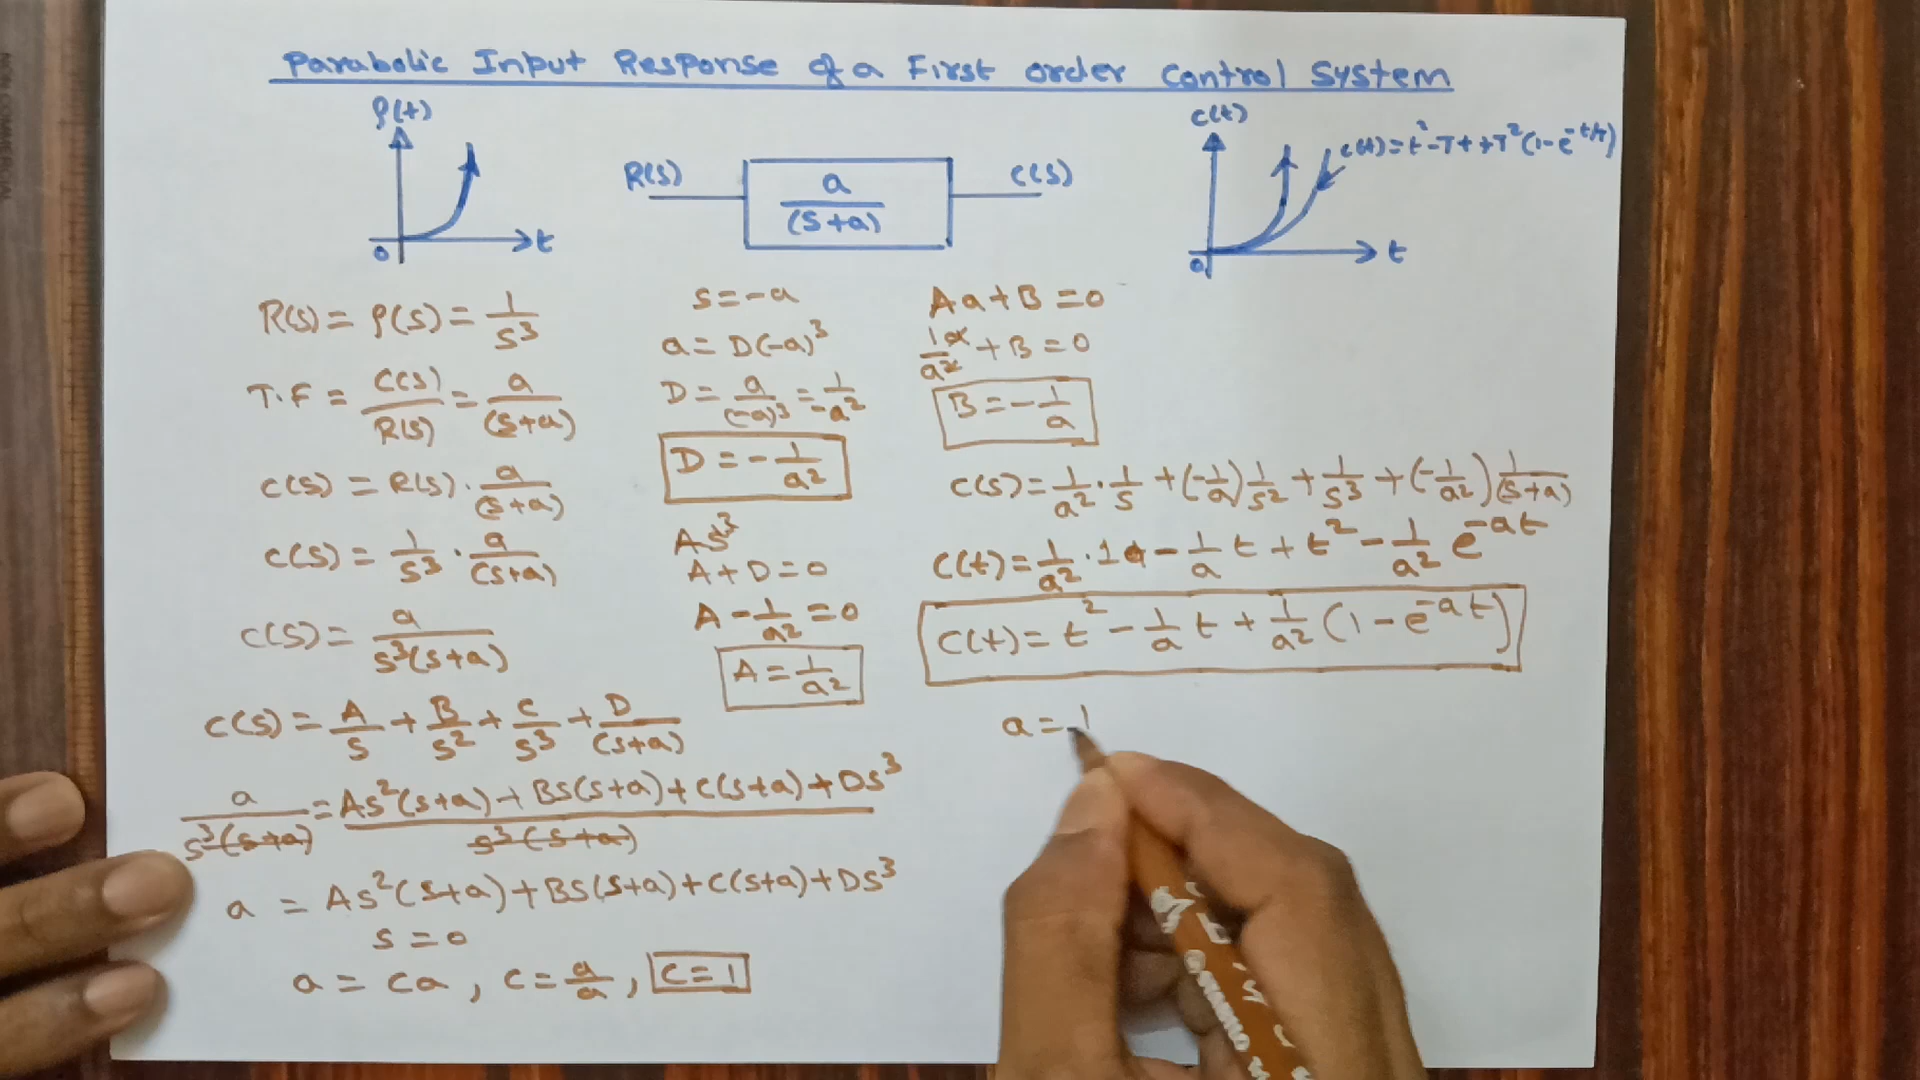 Parabolic Input Response of a First order Control System
ρ(t)
0
t
R(s)
a
(s+a)
C(s)
c(t)
c(t)=t²-Tt+T²(1-e^-t/T)
0
t
R(s) = ρ(s) = 1/s³
T.F = C(s)/R(s) = a/(s+a)
C(s) = R(s) . a/(s+a)
C(s) = 1/s³ . a/(s+a)
C(s) = a/s³(s+a)
C(s) = A/s + B/s² + C/s³ + D/(s+a)
a/s³(s+a) = As²(s+a)+Bs(s+a)+C(s+a)+Ds³/s³(s+a)
a = As²(s+a)+Bs(s+a)+C(s+a)+Ds³
s = 0
a = Ca , C = a/a , C = 1
s = -a
a = D(-a)³
D = a/(-a)³ = 1/-a²
D = - 1/a²
As³
A+D=0
A - 1/a² = 0
A = 1/a²
Aa+B=0
1a/a² + B = 0
B = - 1/a
C(s) = 1/a² . 1/s + (-1/a) 1/s² + 1/s³ + (-1/a²) 1/(s+a)
C(t) = 1/a² . 1 - 1/a t + t² - 1/a² e^-at
C(t) = t² - 1/a t + 1/a² (1 - e^-at)
a = 1